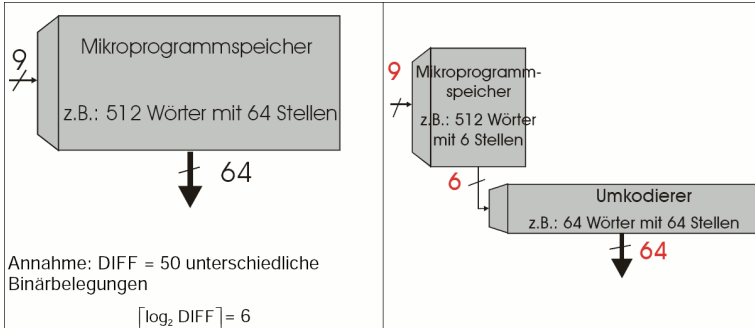 Mikroprogrammspeicher
9
z.B.: 512 Wörter mit 64 Stellen
64
Annahme: DIFF = 50 unterschiedliche
Binärbelegungen
⌈log₂ DIFF⌉ = 6
9
Mikroprogramm-
speicher
z.B.: 512 Wörter
mit 6 Stellen
6
Umkodierer
z.B.: 64 Wörter mit 64 Stellen
64